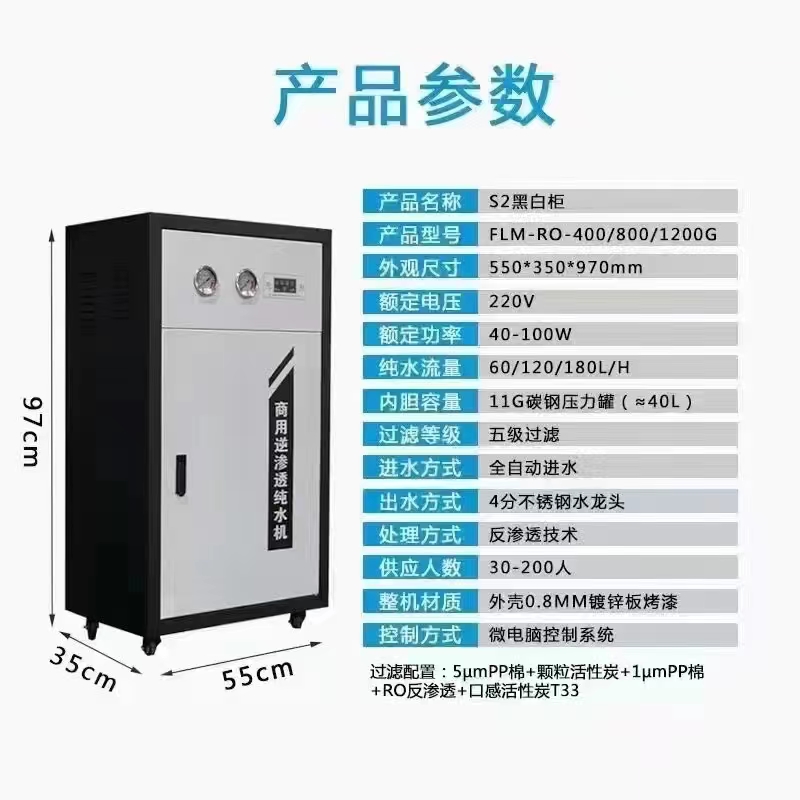 产品参数
产品名称 S2黑白柜
产品型号 FLM-RO-400/800/1200G
外观尺寸 550*350*970mm
额定电压 220V
额定功率 40-100W
纯水流量 60/120/180L/H
内胆容量 11G碳钢压力罐（≈40L）
过滤等级 五级过滤
进水方式 全自动进水
出水方式 4分不锈钢水龙头
处理方式 反渗透技术
供应人数 30-200人
整机材质 外壳0.8MM镀锌板烤漆
控制方式 微电脑控制系统
过滤配置：5μmPP棉+颗粒活性炭+1μmPP棉
+RO反渗透+口感活性炭T33
商用逆渗透纯水机
97cm
35cm
55cm